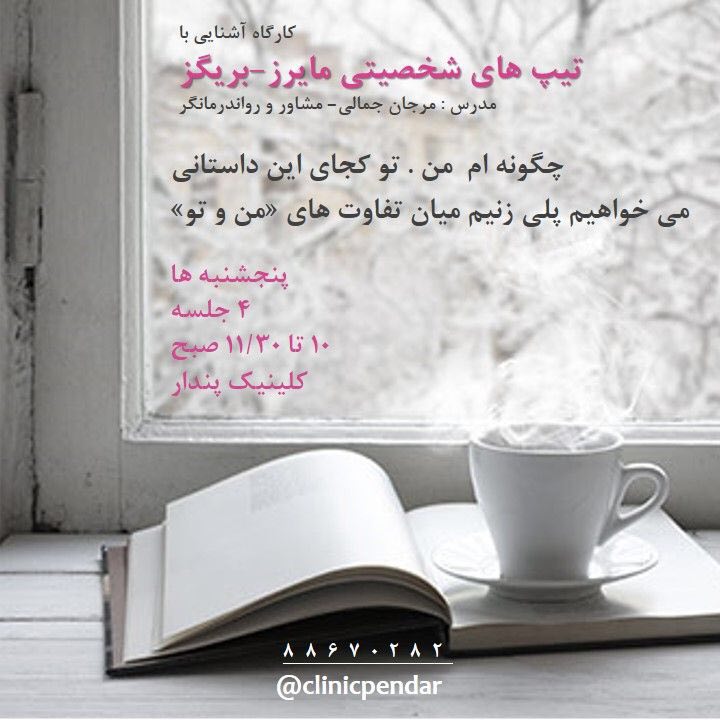 کارگاه آشنایی با
تیپ های شخصیتی مایرز-بریگز
مدرس : مرجان جمالی- مشاور و رواندرمانگر
چگونه ام من . تو کجای این داستانی
می خواهیم پلی زنیم میان تفاوت های «من و تو»
پنجشنبه ها
۴ جلسه
۱۰ تا ۱۱/۳۰ صبح
کلینیک پندار
۸۸۶۷۰۲۸۲
@clinicpendar